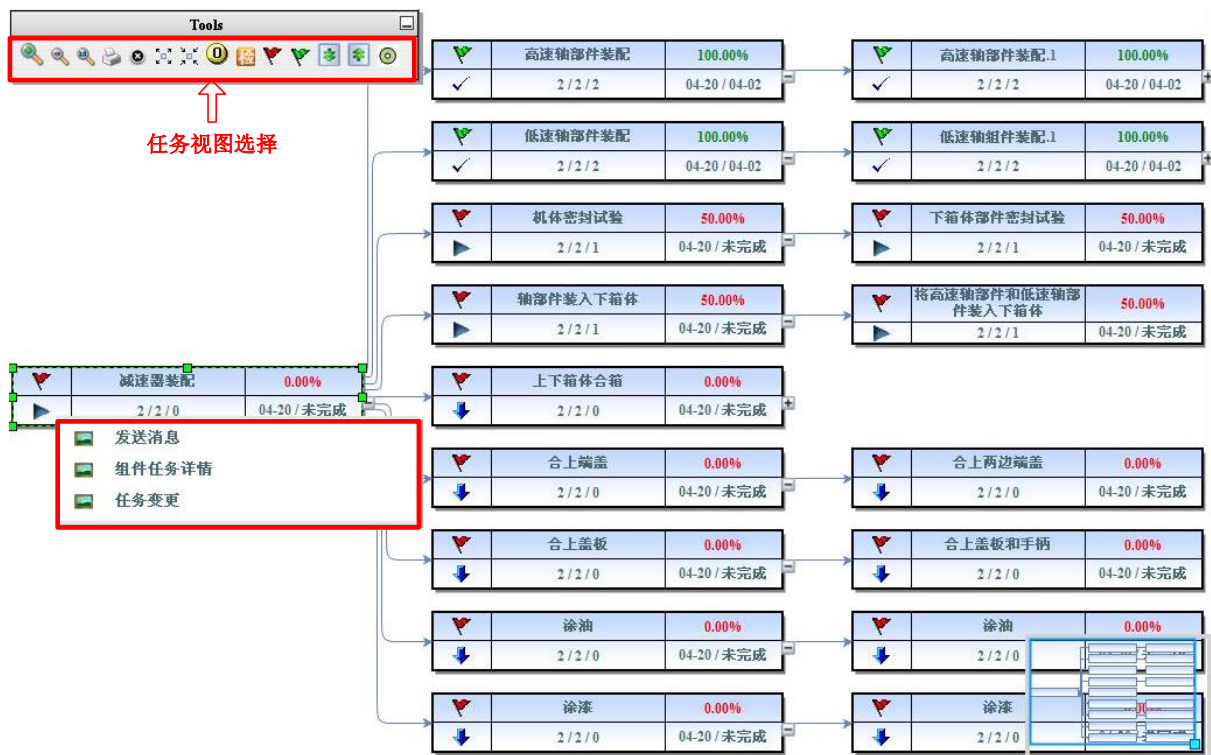 Tools
任务视图选择
高速轴部件装配 100.00%
2/2/2 04-20 / 04-02
高速轴部件装配.1 100.00%
2/2/2 04-20 / 04-02
低速轴部件装配 100.00%
2/2/2 04-20 / 04-02
低速轴组件装配.1 100.00%
2/2/2 04-20 / 04-02
机体密封试验 50.00%
2/2/1 04-20 / 未完成
下箱体部件密封试验 50.00%
2/2/1 04-20 / 未完成
轴部件装入下箱体 50.00%
2/2/1 04-20 / 未完成
将高速轴部件和低速轴部
件装入下箱体 50.00%
2/2/1 04-20 / 未完成
减速器装配 0.00%
2/2/0 04-20 / 未完成
发送消息
组件任务详情
任务变更
上下箱体合箱 0.00%
2/2/0 04-20 / 未完成
合上端盖 0.00%
2/2/0 04-20 / 未完成
合上两边端盖 0.00%
2/2/0 04-20 / 未完成
合上盖板 0.00%
2/2/0 04-20 / 未完成
合上盖板和手柄 0.00%
2/2/0 04-20 / 未完成
涂油 0.00%
2/2/0 04-20 / 未完成
涂油 0.00%
2/2/0
涂漆 0.00%
2/2/0 04-20 / 未完成
涂漆
2/2/0